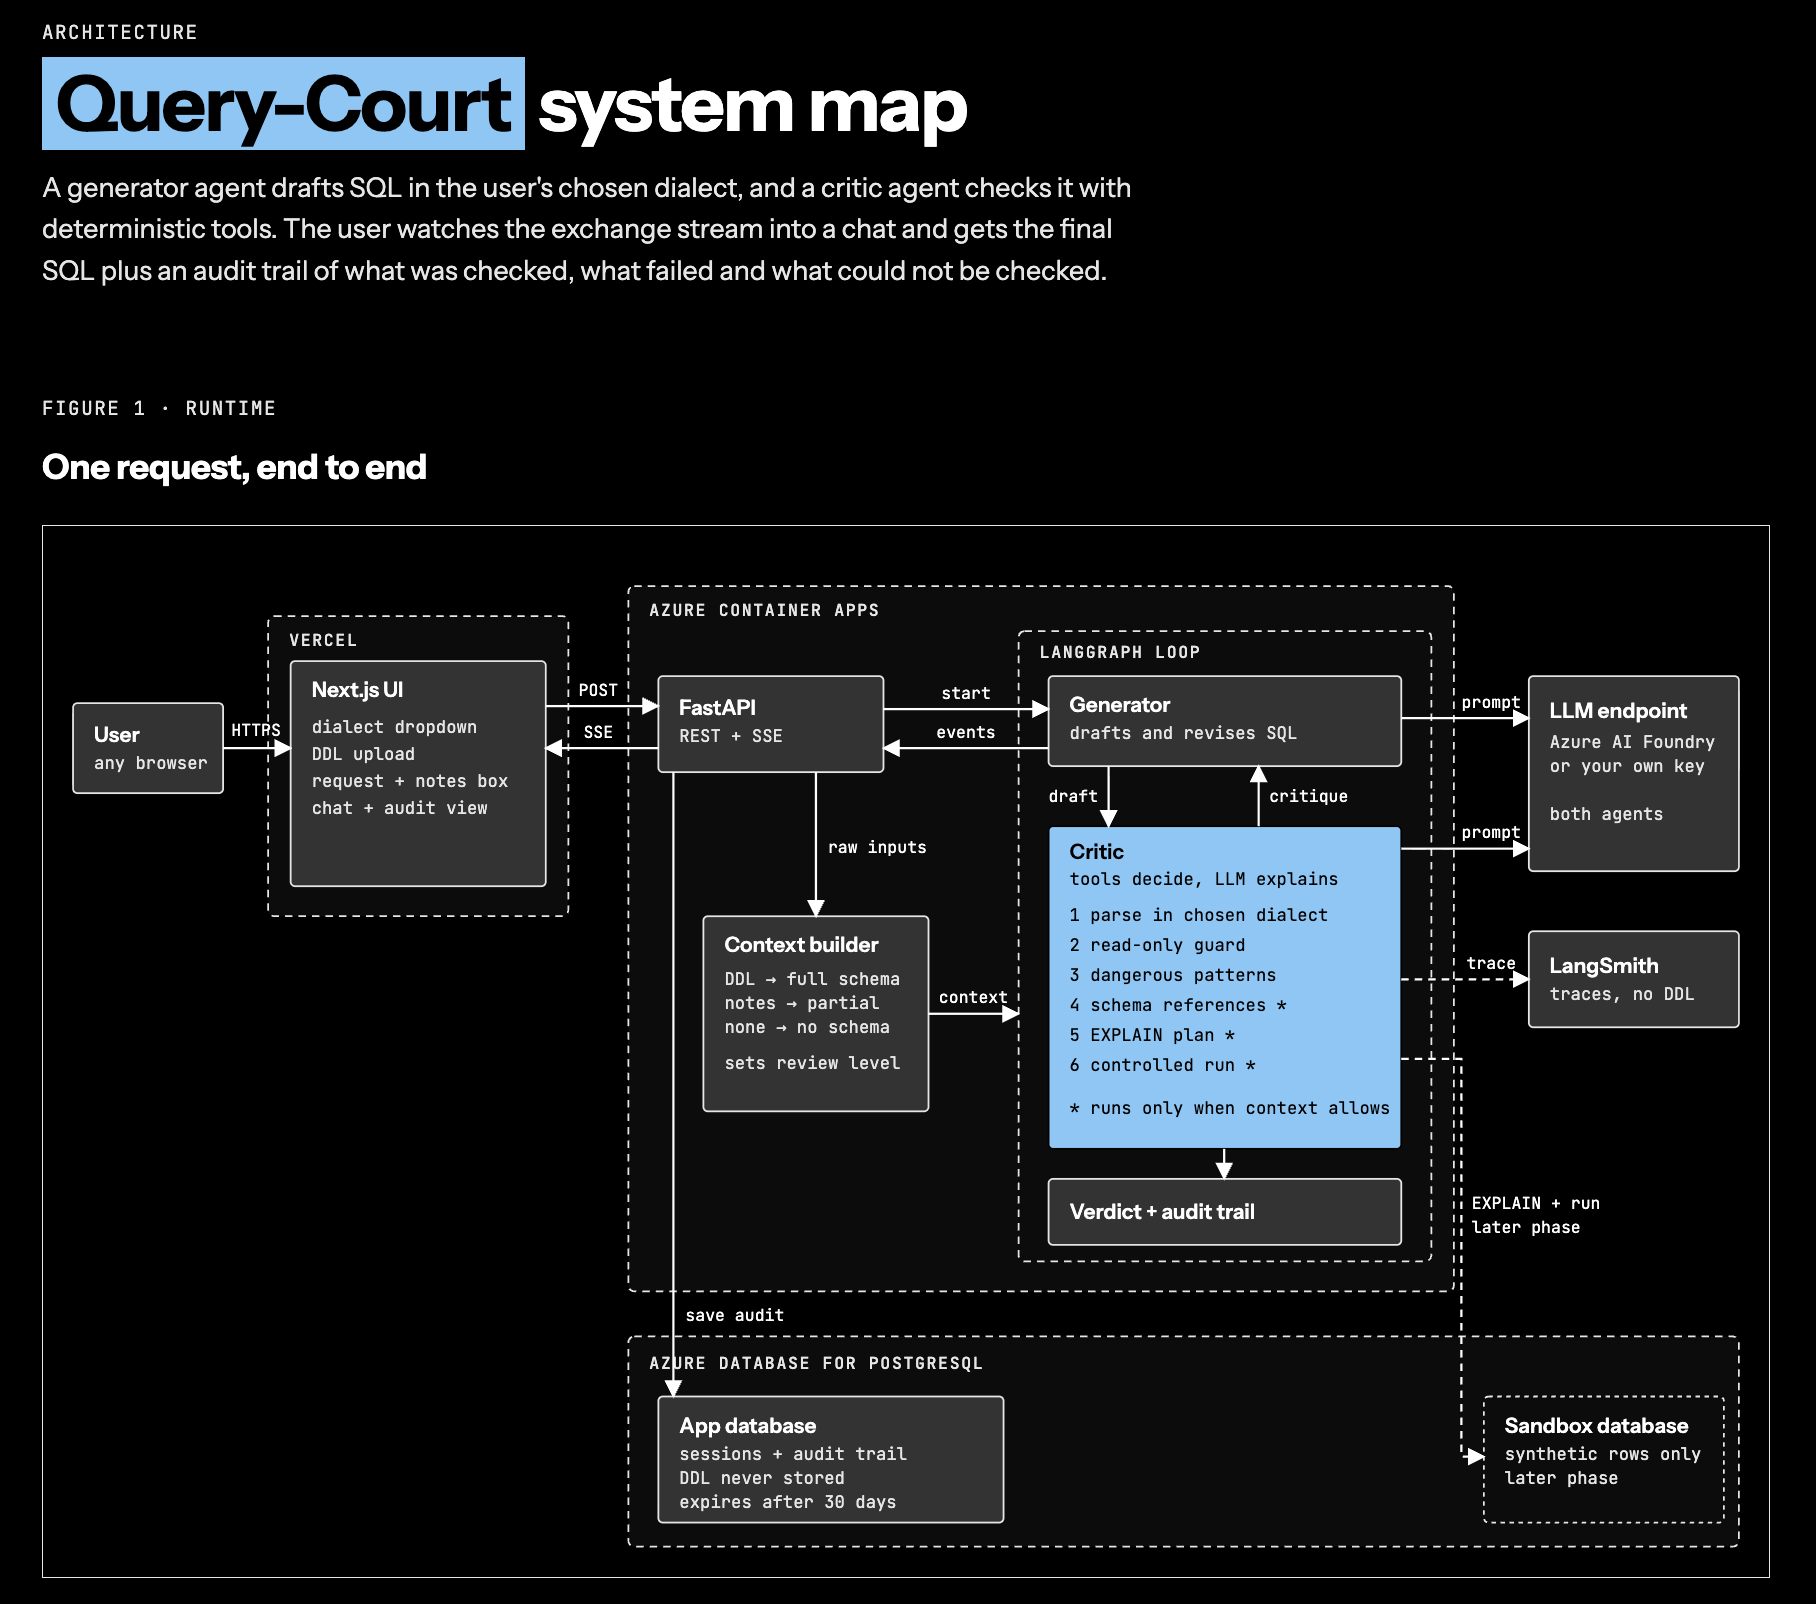 ARCHITECTURE
Query-Court system map
A generator agent drafts SQL in the user's chosen dialect, and a critic agent checks it with
deterministic tools. The user watches the exchange stream into a chat and gets the final
SQL plus an audit trail of what was checked, what failed and what could not be checked.
FIGURE 1 · RUNTIME
One request, end to end
User
any browser
HTTPS
VERCEL
Next.js UI
dialect dropdown
DDL upload
request + notes box
chat + audit view
POST
SSE
AZURE CONTAINER APPS
FastAPI
REST + SSE
start
events
raw inputs
Context builder
DDL → full schema
notes → partial
none → no schema
sets review level
context
LANGGRAPH LOOP
Generator
drafts and revises SQL
draft
critique
Critic
tools decide, LLM explains
1 parse in chosen dialect
2 read-only guard
3 dangerous patterns
4 schema references *
5 EXPLAIN plan *
6 controlled run *
* runs only when context allows
Verdict + audit trail
prompt
prompt
LLM endpoint
Azure AI Foundry
or your own key
both agents
trace
LangSmith
traces, no DDL
EXPLAIN + run
later phase
save audit
AZURE DATABASE FOR POSTGRESQL
App database
sessions + audit trail
DDL never stored
expires after 30 days
Sandbox database
synthetic rows only
later phase